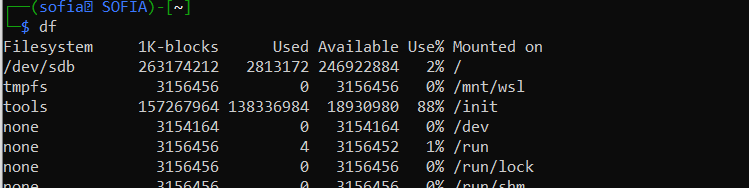 (sofia㉿ SOFIA)-[~]
$ df
Filesystem 1K-blocks Used Available Use% Mounted on
/dev/sdb 263174212 2813172 246922884 2% /
tmpfs 3156456 0 3156456 0% /mnt/wsl
tools 157267964 138336984 18930980 88% /init
none 3154164 0 3154164 0% /dev
none 3156456 4 3156452 1% /run
none 3156456 0 3156456 0% /run/lock
none 3156456 0 3156456 0% /run/shm